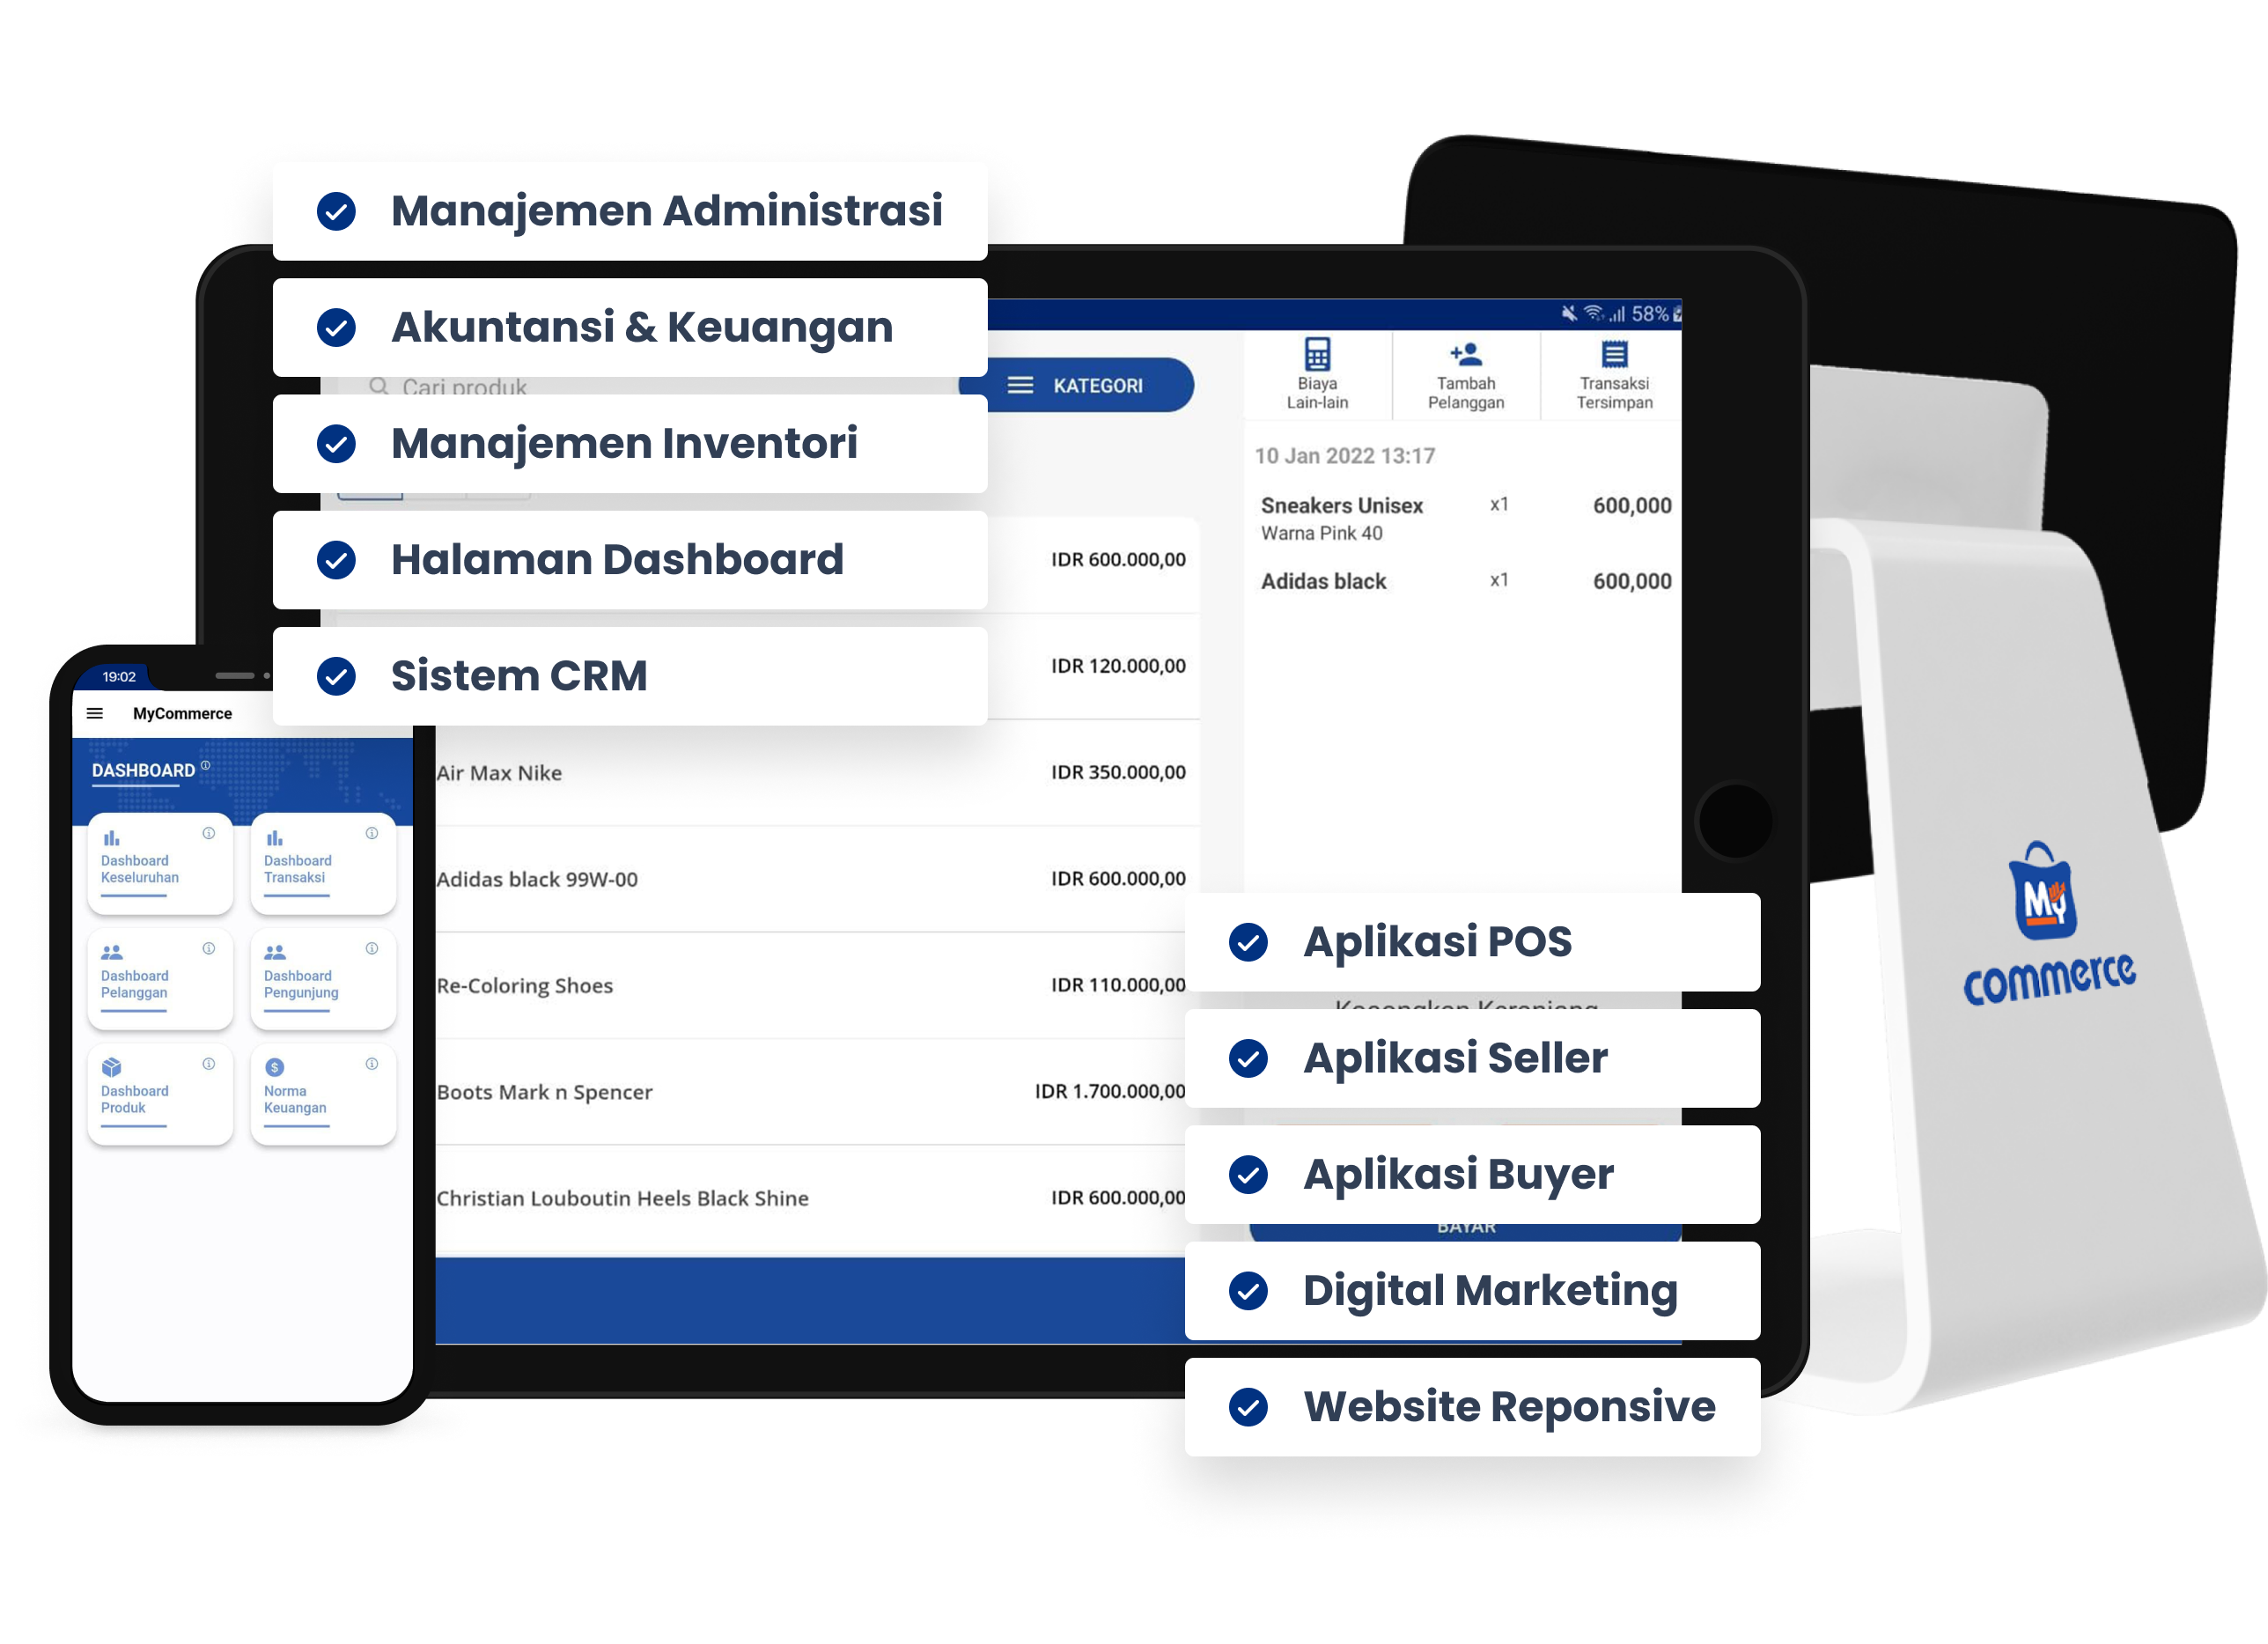 Manajemen Administrasi
Akuntansi & Keuangan
Manajemen Inventori
Halaman Dashboard
Sistem CRM
58%
Cari produk
KATEGORI
Biaya
Lain-lain
Tambah
Pelanggan
Transaksi
Tersimpan
10 Jan 2022 13:17
Sneakers Unisex x1 600,000
Warna Pink 40
Adidas black x1 600,000
IDR 600.000,00
IDR 120.000,00
Air Max Nike IDR 350.000,00
Adidas black 99W-00 IDR 600.000,00
Re-Coloring Shoes IDR 110.000,00
Boots Mark n Spencer IDR 1.700.000,00
Christian Louboutin Heels Black Shine IDR 600.000,00
BAYAR
19:02
MyCommerce
DASHBOARD
Dashboard
Keseluruhan
Dashboard
Transaksi
Dashboard
Pelanggan
Dashboard
Pengunjung
Dashboard
Produk
Norma
Keuangan
Aplikasi POS
Aplikasi Seller
Aplikasi Buyer
Digital Marketing
Website Reponsive
My
commerce